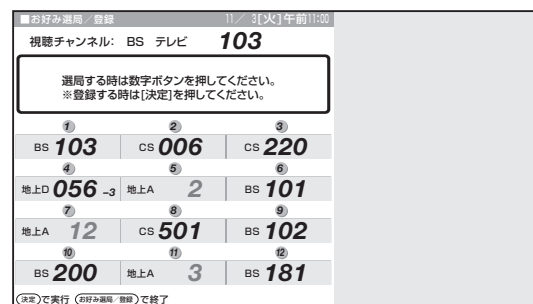 ■お好み選局／登録 11／ 3[火]午前11:00
視聴チャンネル: BS テレビ 103
選局する時は数字ボタンを押してください。
※登録する時は[決定]を押してください。
1 2 3
BS 103 CS 006 CS 220
4 5 6
地上D 056 -3 地上A 2 BS 101
7 8 9
地上A 12 CS 501 BS 102
10 11 12
BS 200 地上A 3 BS 181
決定で実行 お好み選局／登録で終了